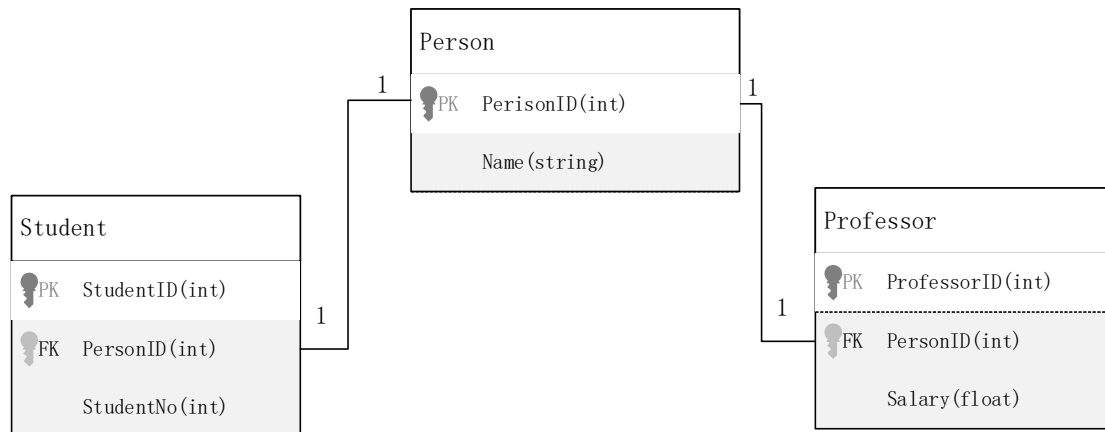 Person
1
PK PerisonID(int)
1
Name(string)
Student
PK StudentID(int)
1
FK PersonID(int)
StudentNo(int)
Professor
PK ProfessorID(int)
1
FK PersonID(int)
Salary(float)